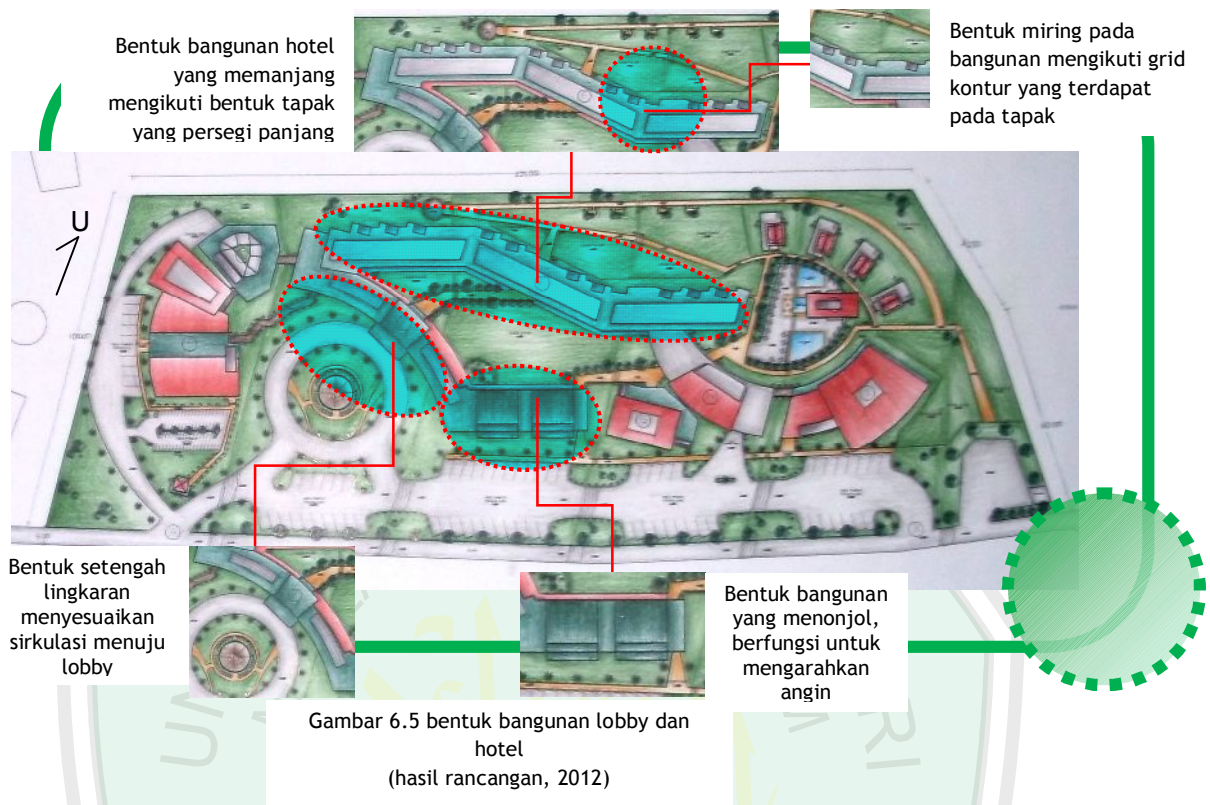 Bentuk bangunan hotel
yang memanjang
mengikuti bentuk tapak
yang persegi panjang
Bentuk miring pada
bangunan mengikuti grid
kontur yang terdapat
pada tapak
U
Bentuk setengah
lingkaran
menyesuaikan
sirkulasi menuju
lobby
Bentuk bangunan
yang menonjol,
berfungsi untuk
mengarahkan
angin
Gambar 6.5 bentuk bangunan lobby dan
hotel
(hasil rancangan, 2012)